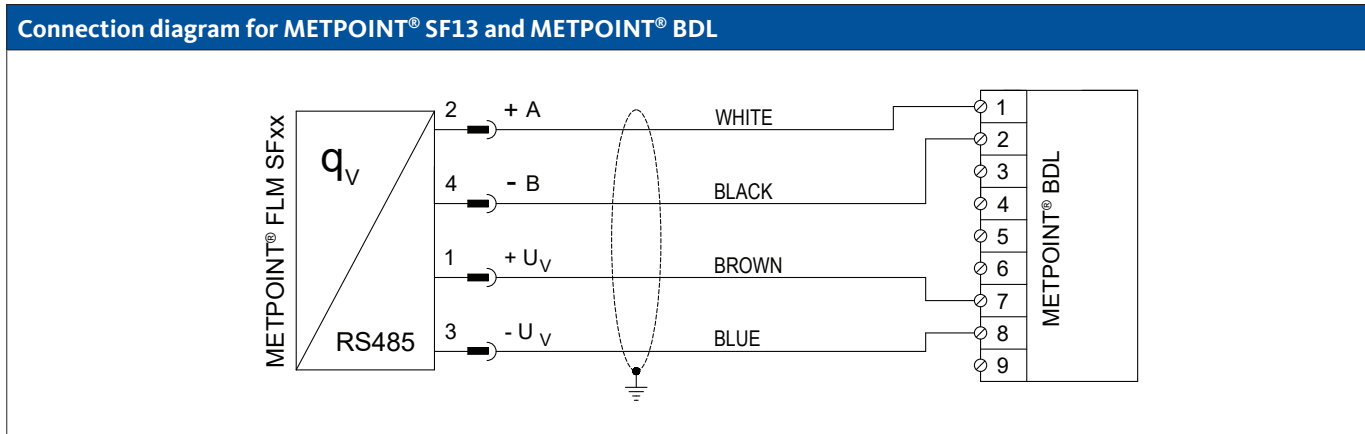 Connection diagram for METPOINT® SF13 and METPOINT® BDL
METPOINT® FLM SFxx
qV
RS485
2 + A WHITE
4 - B BLACK
1 + UV BROWN
3 - U V BLUE
1
2
3
4
5
6
7
8
9
METPOINT® BDL